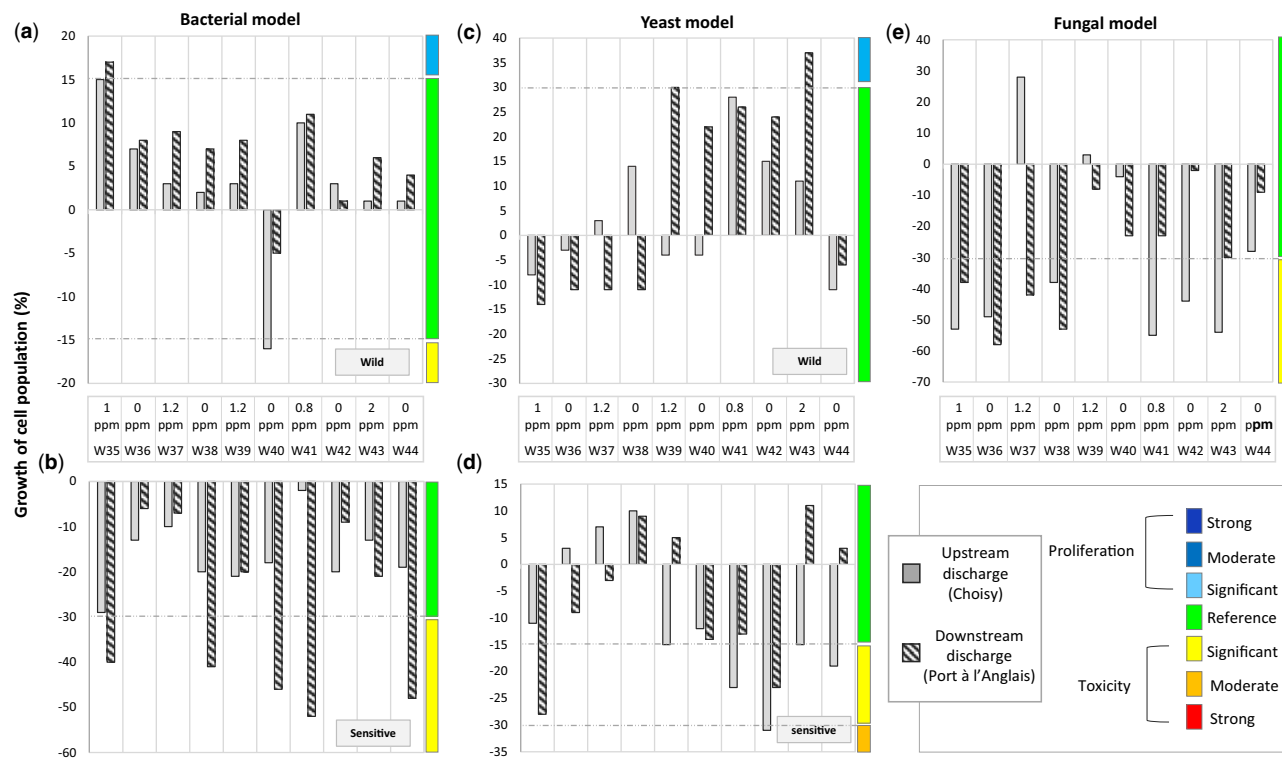 Bacterial model
Yeast model
Fungal model
(a)
(c)
(e)
20
15
10
5
0
-5
-10
-15
-20
Wild
40
35
30
25
20
15
10
5
0
-5
-10
-15
-20
-25
-30
Wild
40
30
20
10
0
-10
-20
-30
-40
-50
-60
-70
Growth of cell population (%)
1 0 1.2 0 1.2 0 0.8 0 2 0
ppm ppm ppm ppm ppm ppm ppm ppm ppm ppm
W35 W36 W37 W38 W39 W40 W41 W42 W43 W44
1 0 1.2 0 1.2 0 0.8 0 2 0
ppm ppm ppm ppm ppm ppm ppm ppm ppm ppm
W35 W36 W37 W38 W39 W40 W41 W42 W43 W44
1 0 1.2 0 1.2 0 0.8 0 2 0
ppm ppm ppm ppm ppm ppm ppm ppm ppm ppm
W35 W36 W37 W38 W39 W40 W41 W42 W43 W44
(b)
(d)
0
-10
-20
-30
-40
-50
-60
Sensitive
15
10
5
0
-5
-10
-15
-20
-25
-30
-35
sensitive
Upstream
discharge
(Choisy)
Downstream
discharge
(Port à l'Anglais)
Proliferation
Strong
Moderate
Significant
Reference
Toxicity
Significant
Moderate
Strong